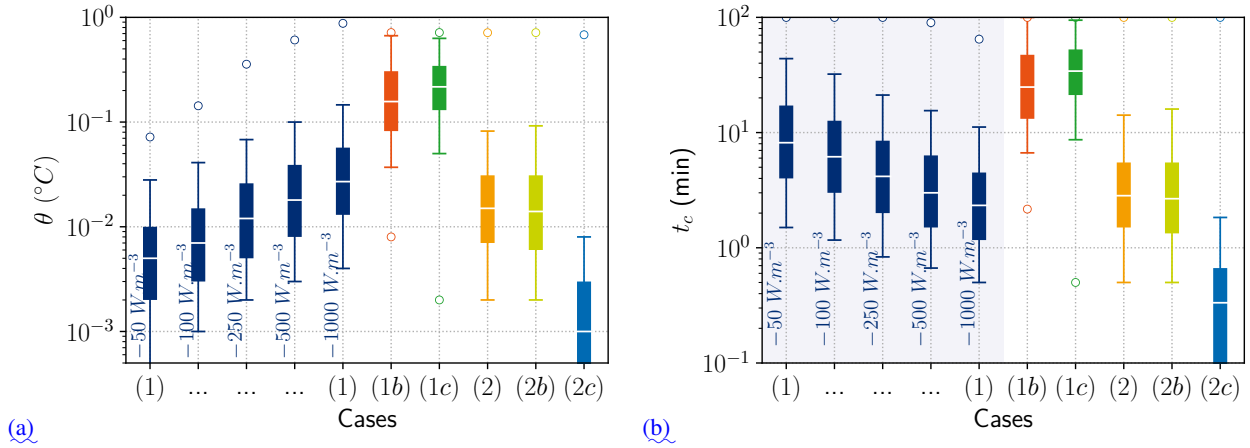 10^0
10^{-1}
10^{-2}
10^{-3}
θ (°C)
−50 W.m^{−3}
−100 W.m^{−3}
−250 W.m^{−3}
−500 W.m^{−3}
−1000 W.m^{−3}
(1) ... ... ... (1) (1b) (1c) (2) (2b) (2c)
Cases
(a)
10^2
10^1
10^0
10^{-1}
t_c (min)
−50 W.m^{−3}
−100 W.m^{−3}
−250 W.m^{−3}
−500 W.m^{−3}
−1000 W.m^{−3}
(1) ... ... ... (1) (1b) (1c) (2) (2b) (2c)
Cases
(b)